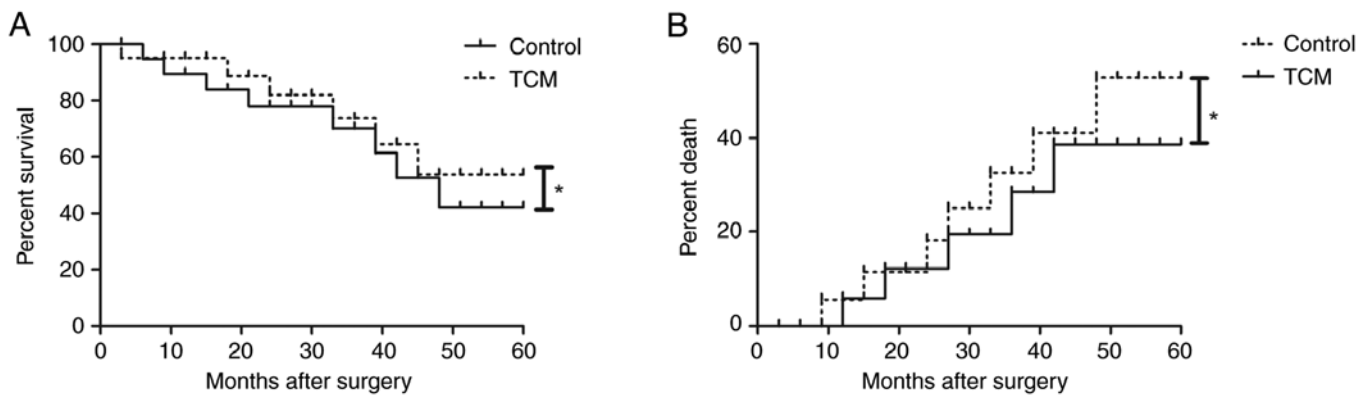 A
Percent survival
100
80
60
40
20
0
0 10 20 30 40 50 60
Months after surgery
Control
TCM
*
B
Percent death
60
40
20
0
0 10 20 30 40 50 60
Months after surgery
Control
TCM
*